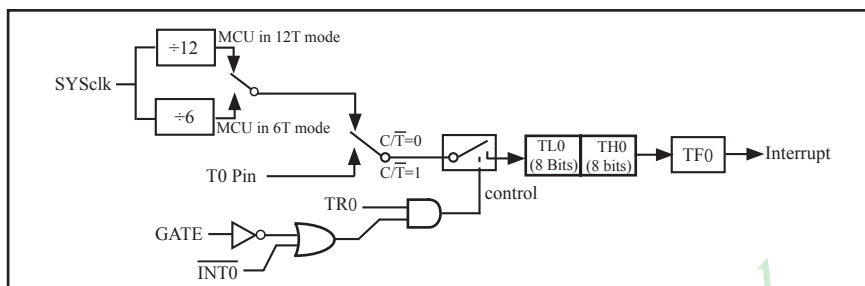 ÷12
MCU in 12T mode
SYSclk
÷6
MCU in 6T mode
C/T̅=0
C/T̅=1
T0 Pin
TL0
(8 Bits)
TH0
(8 bits)
TF0
Interrupt
control
TR0
GATE
I̅N̅T̅0̅